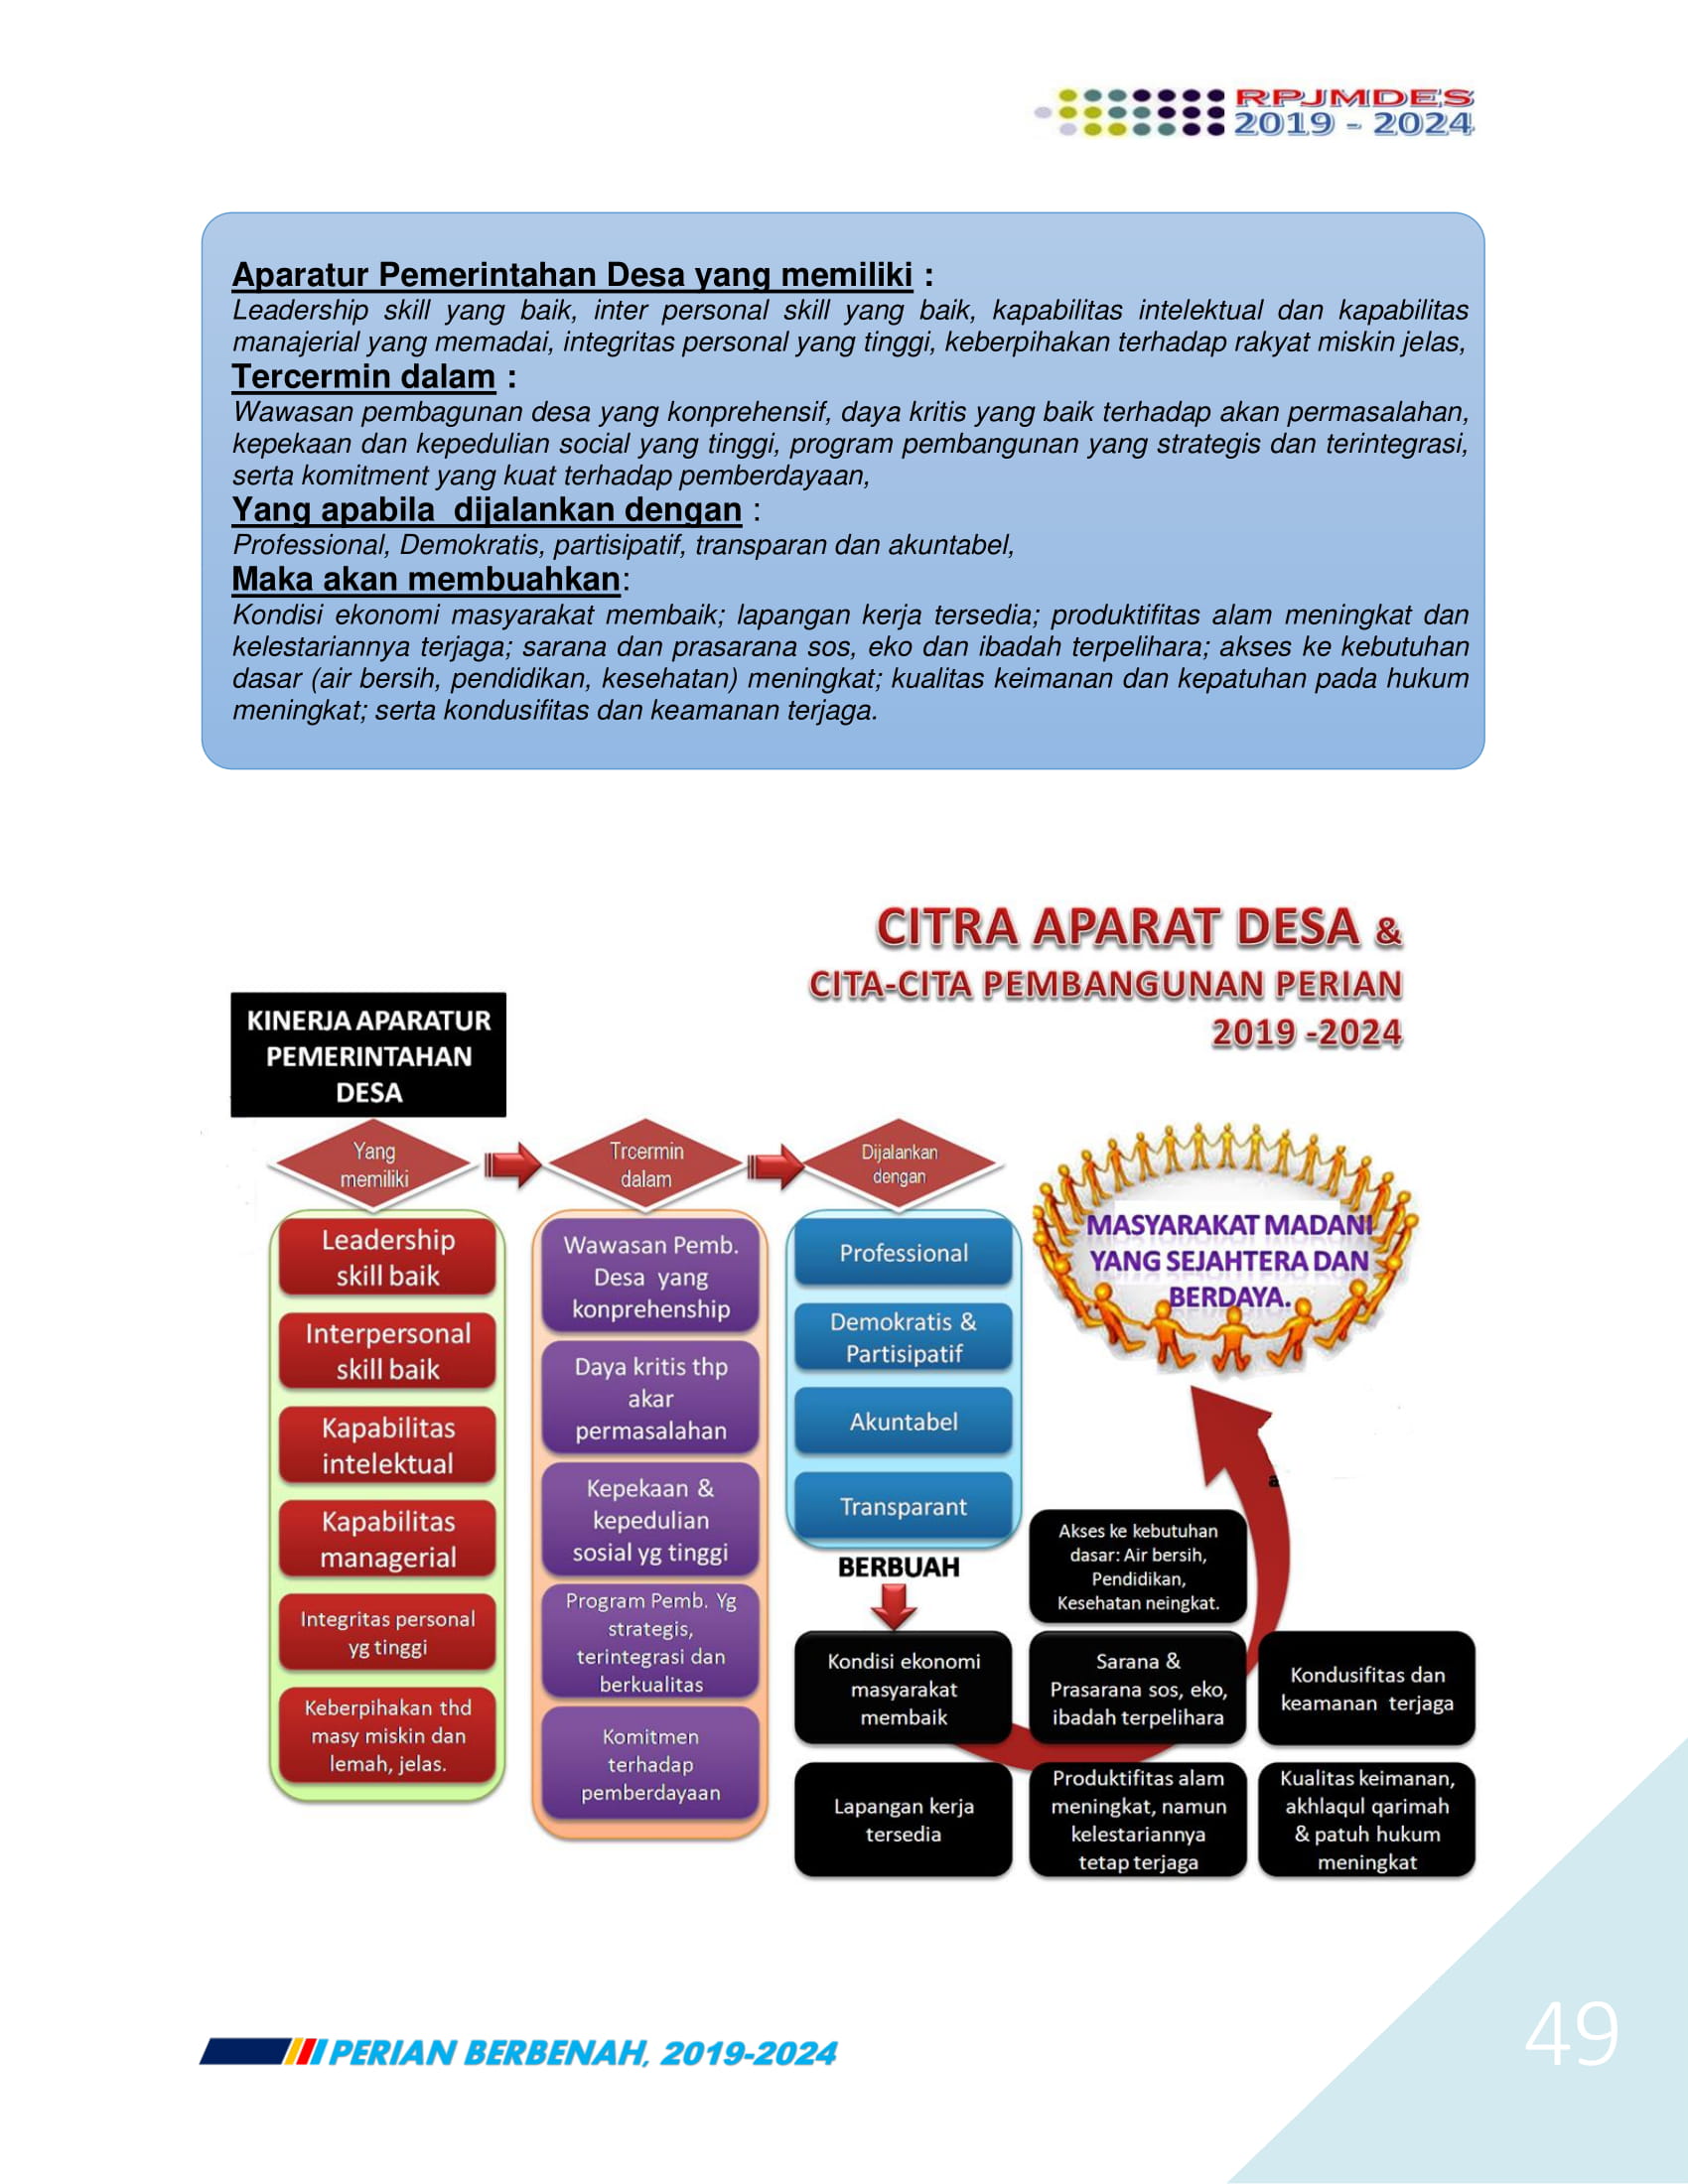 RPJMDES
2019 - 2024
Aparatur Pemerintahan Desa yang memiliki :
Leadership skill yang baik, inter personal skill yang baik, kapabilitas intelektual dan kapabilitas
manajerial yang memadai, integritas personal yang tinggi, keberpihakan terhadap rakyat miskin jelas,
Tercermin dalam :
Wawasan pembagunan desa yang konprehensif, daya kritis yang baik terhadap akan permasalahan,
kepekaan dan kepedulian social yang tinggi, program pembangunan yang strategis dan terintegrasi,
serta komitment yang kuat terhadap pemberdayaan,
Yang apabila dijalankan dengan :
Professional, Demokratis, partisipatif, transparan dan akuntabel,
Maka akan membuahkan:
Kondisi ekonomi masyarakat membaik; lapangan kerja tersedia; produktifitas alam meningkat dan
kelestariannya terjaga; sarana dan prasarana sos, eko dan ibadah terpelihara; akses ke kebutuhan
dasar (air bersih, pendidikan, kesehatan) meningkat; kualitas keimanan dan kepatuhan pada hukum
meningkat; serta kondusifitas dan keamanan terjaga.
CITRA APARAT DESA &
CITA-CITA PEMBANGUNAN PERIAN
2019 -2024
KINERJA APARATUR
PEMERINTAHAN
DESA
Yang
memiliki
Leadership
skill baik
Interpersonal
skill baik
Kapabilitas
intelektual
Kapabilitas
managerial
Integritas personal
yg tinggi
Keberpihakan thd
masy miskin dan
lemah, jelas.
Trcermin
dalam
Wawasan Pemb.
Desa yang
konprehenship
Daya kritis thp
akar
permasalahan
Kepekaan &
kepedulian
sosial yg tinggi
Program Pemb. Yg
strategis,
terintegrasi dan
berkualitas
Komitmen
terhadap
pemberdayaan
Dijalankan
dengan
Professional
Demokratis &
Partisipatif
Akuntabel
Transparant
BERBUAH
Kondisi ekonomi
masyarakat
membaik
Lapangan kerja
tersedia
Akses ke kebutuhan
dasar: Air bersih,
Pendidikan,
Kesehatan neingkat.
Sarana &
Prasarana sos, eko,
ibadah terpelihara
Produktifitas alam
meningkat, namun
kelestariannya
tetap terjaga
Kondusifitas dan
keamanan terjaga
Kualitas keimanan,
akhlaqul qarimah
& patuh hukum
meningkat
a
MASYARAKAT MADANI
YANG SEJAHTERA DAN
BERDAYA.
PERIAN BERBENAH, 2019-2024
49